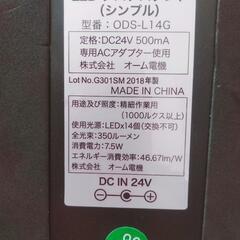 (シンプル)
型番: ODS-L14G
定格:DC24V 500mA
専用ACアダプター使用
株式会社 オーム電機
Lot No.G301SM 2018年製
MADE IN CHINA
用途及び照度:精細作業用
(1000ルクス以上)
使用光源:LEDx14個(交換不可)
全光束:350ルーメン
消費電力:7.5W
エネルギー消費効率:46.67lm/W
株式会社 オーム電機
DC IN 24V